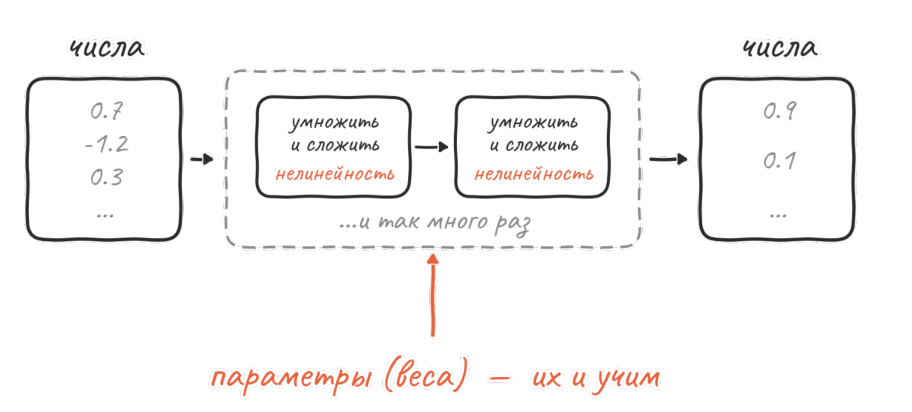 числа
0.7
-1.2
0.3
...
умножить
и сложить
нелинейность
умножить
и сложить
нелинейность
...и так много раз
числа
0.9
0.1
...
параметры (веса) — их и учим